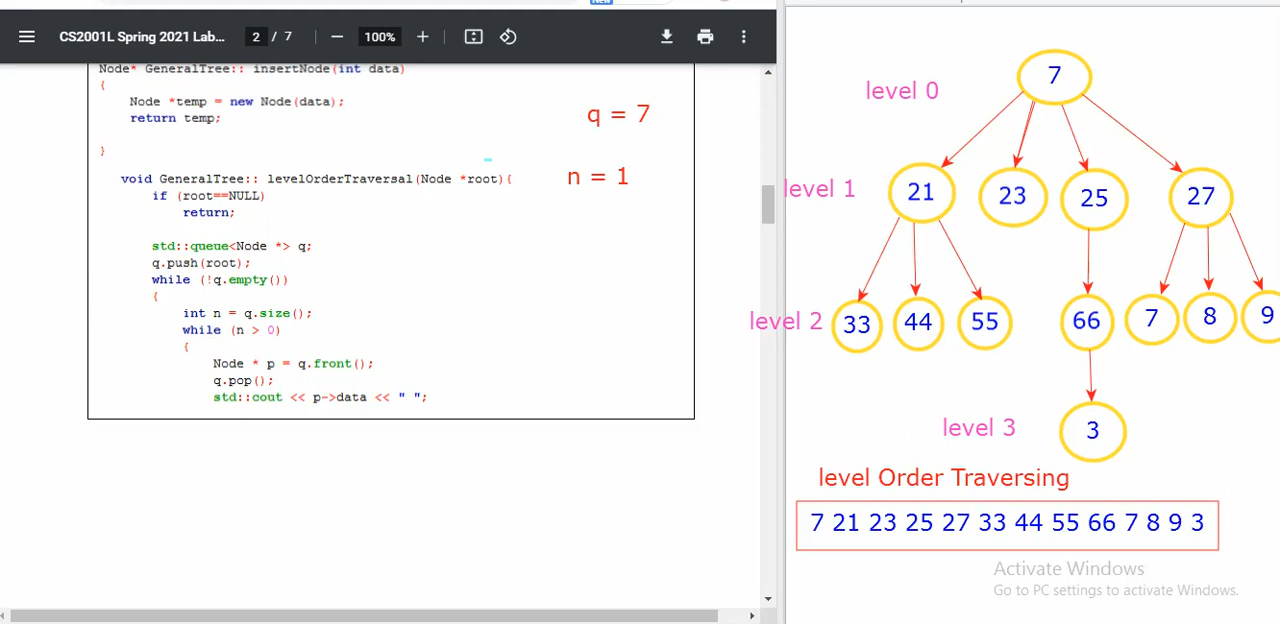 New
CS2001L Spring 2021 Lab... 2 / 7 100%
Node* GeneralTree:: insertNode(int data)
{
Node *temp = new Node(data);
return temp;
}
q = 7
n = 1
void GeneralTree:: levelOrderTraversal(Node *root){
if (root==NULL)
return;
std::queue<Node *> q;
q.push(root);
while (!q.empty())
{
int n = q.size();
while (n > 0)
{
Node * p = q.front();
q.pop();
std::cout << p->data << " ";
level 0
7
level 1
21 23 25 27
level 2
33 44 55 66 7 8 9
level 3
3
level Order Traversing
7 21 23 25 27 33 44 55 66 7 8 9 3
Activate Windows
Go to PC settings to activate Windows.